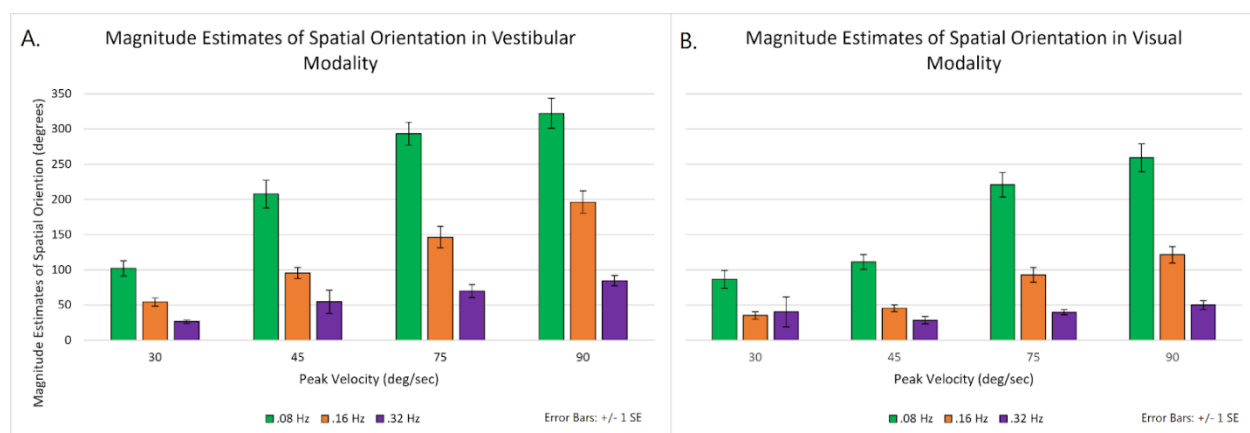 A.
Magnitude Estimates of Spatial Orientation in Vestibular
Modality
Magnitude Estimates of Spatial Oriention (degrees)
350
300
250
200
150
100
50
0
30 45 75 90
Peak Velocity (deg/sec)
.08 Hz .16 Hz .32 Hz
Error Bars: +/- 1 SE
B.
Magnitude Estimates of Spatial Orientation in Visual
Modality
30 45 75 90
Peak Velocity (deg/sec)
.08 Hz .16 Hz .32 Hz
Error Bars: +/- 1 SE